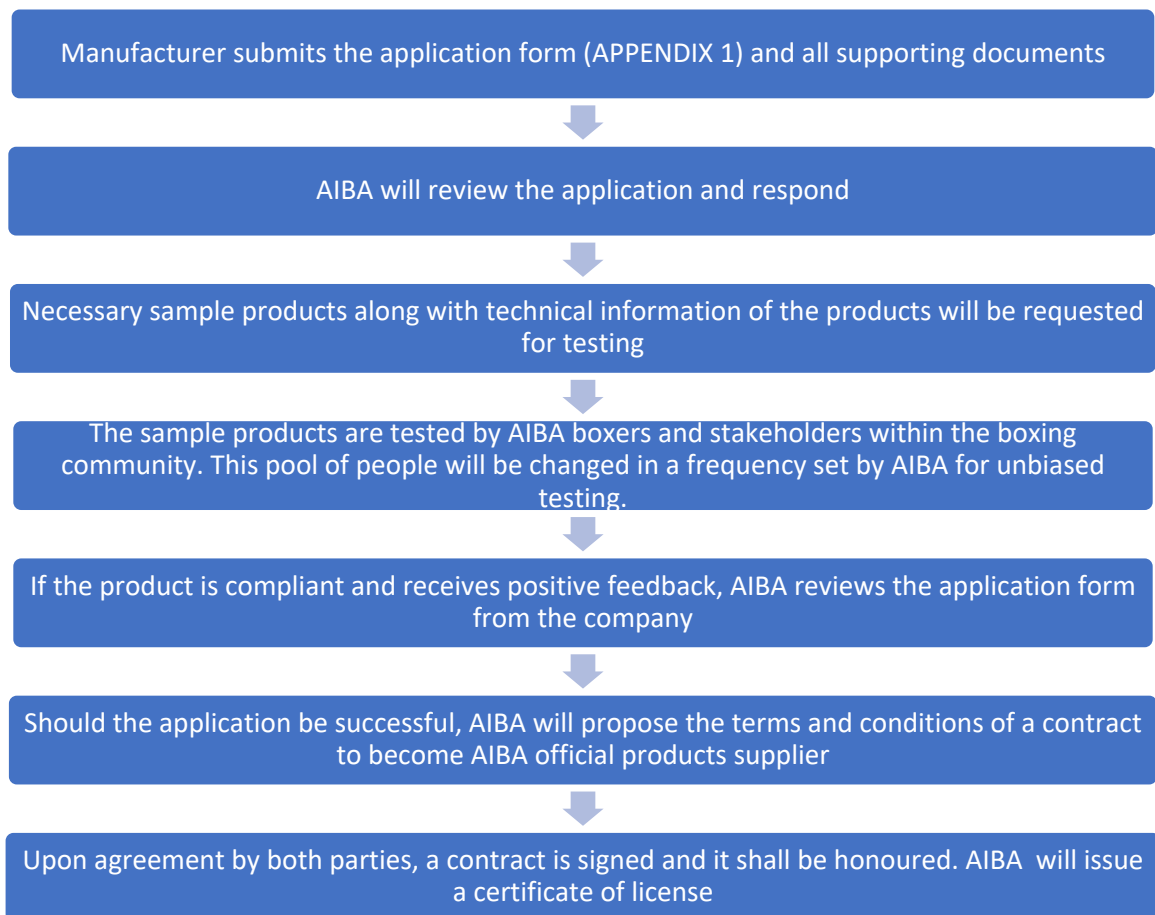 Manufacturer submits the application form (APPENDIX 1) and all supporting documents
AIBA will review the application and respond
Necessary sample products along with technical information of the products will be requested
for testing
The sample products are tested by AIBA boxers and stakeholders within the boxing
community. This pool of people will be changed in a frequency set by AIBA for unbiased
testing.
If the product is compliant and receives positive feedback, AIBA reviews the application form
from the company
Should the application be successful, AIBA will propose the terms and conditions of a contract
to become AIBA official products supplier
Upon agreement by both parties, a contract is signed and it shall be honoured. AIBA  will issue
a certificate of license